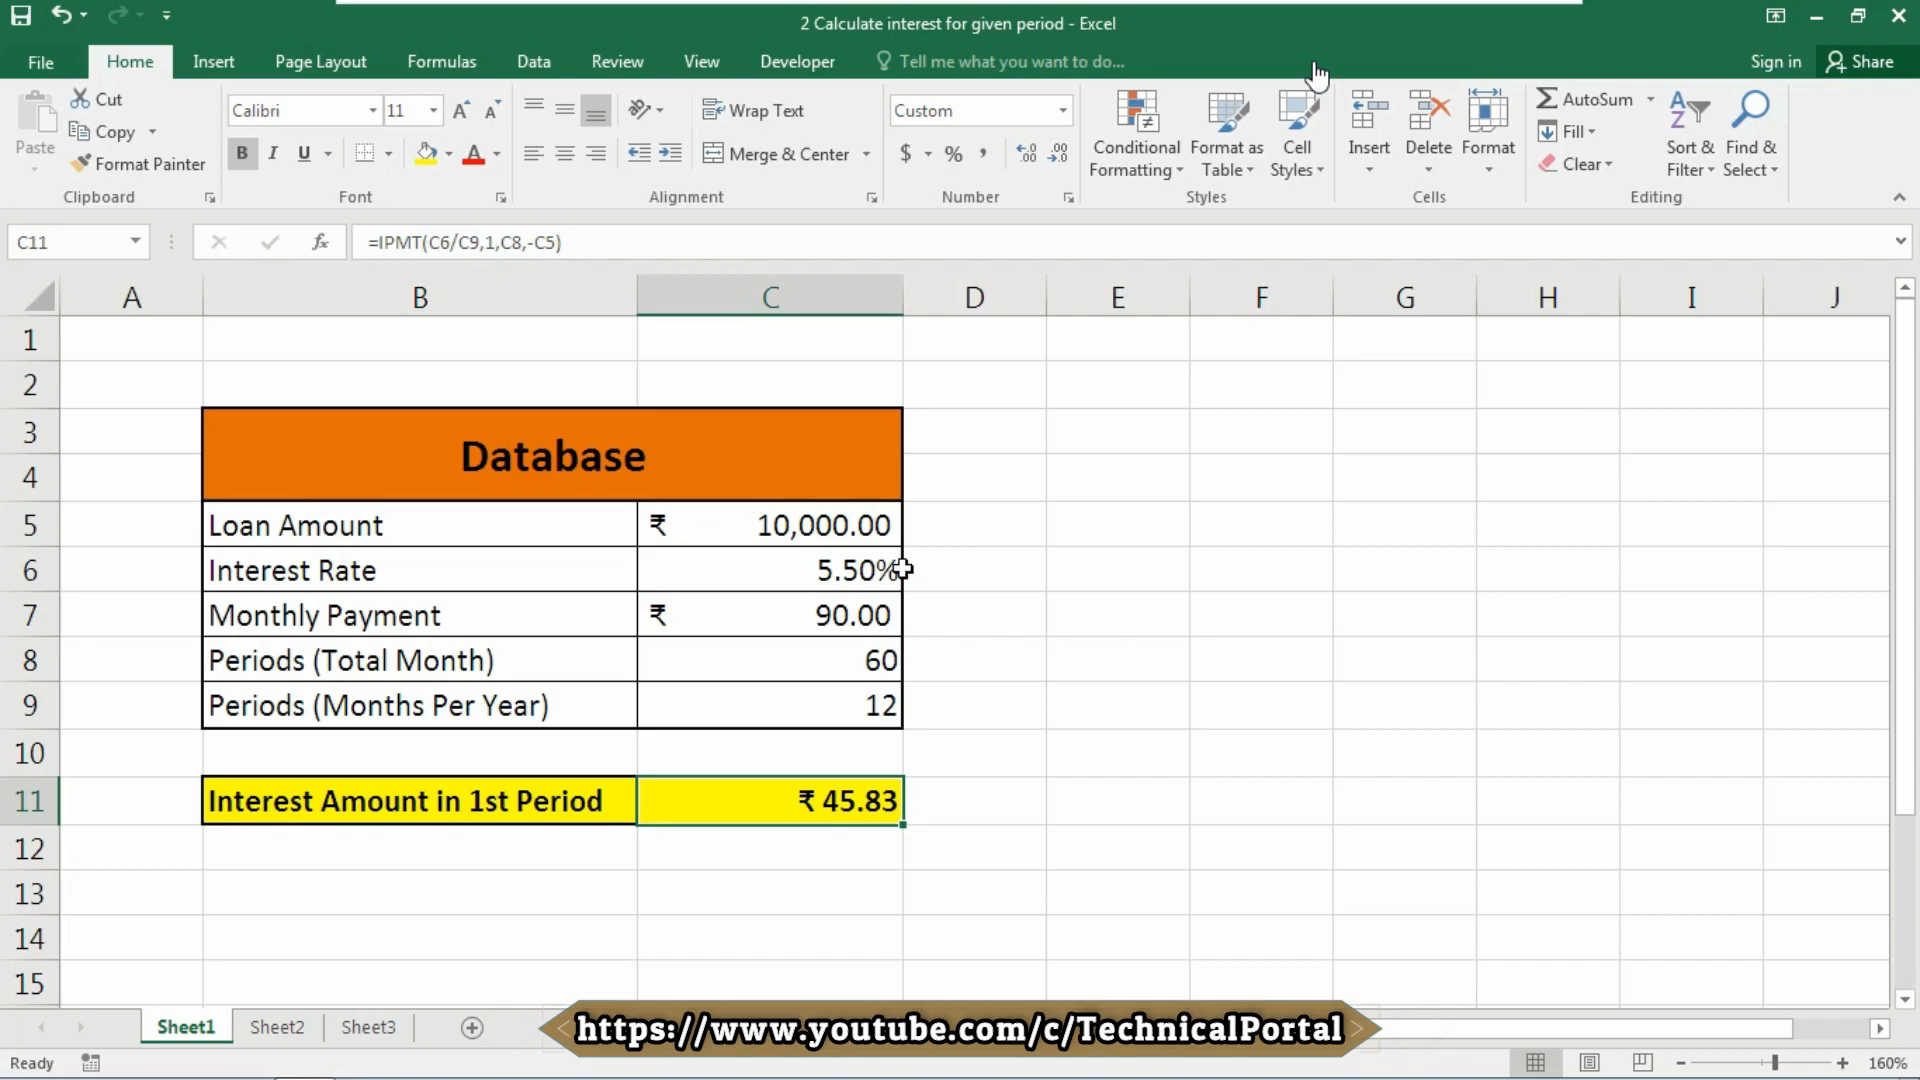 2 Calculate interest for given period - Excel
File Home Insert Page Layout Formulas Data Review View Developer Tell me what you want to do... Sign in Share
Paste
Cut
Copy
Format Painter
Clipboard
Calibri 11
B I U A
Font
Wrap Text
Merge & Center
Alignment
Custom
$ % ,
Number
Conditional Formatting
Format as Table
Cell Styles
Styles
Insert
Delete
Format
Cells
AutoSum
Fill
Clear
Sort & Filter
Find & Select
Editing
C11 fx =IPMT(C6/C9,1,C8,-C5)
A B C D E F G H I J
1
2
3
Database
4
5 Loan Amount ₹ 10,000.00
6 Interest Rate 5.50%
7 Monthly Payment ₹ 90.00
8 Periods (Total Month) 60
9 Periods (Months Per Year) 12
10
11 Interest Amount in 1st Period ₹ 45.83
12
13
14
15
Sheet1 Sheet2 Sheet3
https://www.youtube.com/c/TechnicalPortal
Ready 160%